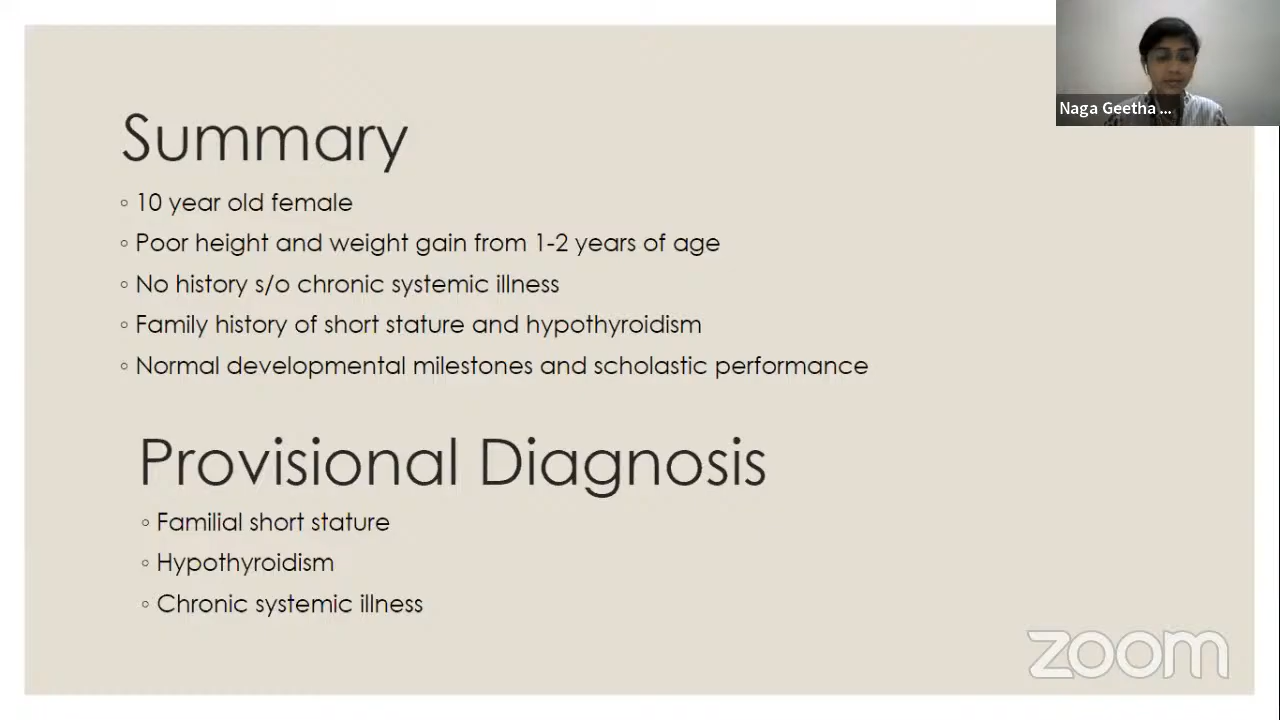 Naga Geetha ...
Summary
◦ 10 year old female
◦ Poor height and weight gain from 1-2 years of age
◦ No history s/o chronic systemic illness
◦ Family history of short stature and hypothyroidism
◦ Normal developmental milestones and scholastic performance
Provisional Diagnosis
◦ Familial short stature
◦ Hypothyroidism
◦ Chronic systemic illness
zoom